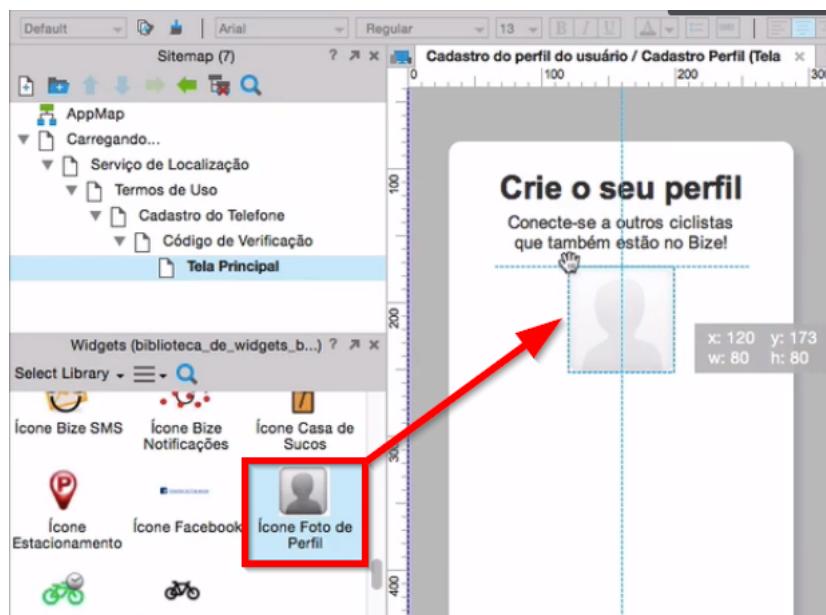 Default
Arial
Regular
13
B I U
A
Sitemap (7)
?
Cadastro do perfil do usuário / Cadastro Perfil (Tela
0 100 200 300
AppMap
Carregando...
Serviço de Localização
Termos de Uso
Cadastro do Telefone
Código de Verificação
Tela Principal
100
200
300
400
Crie o seu perfil
Conecte-se a outros ciclistas
que também estão no Bize!
x: 120 y: 173
w: 80 h: 80
Widgets (biblioteca_de_widgets_b...) ?
Select Library
Ícone Bize SMS
Ícone Bize
Notificações
Ícone Casa de
Sucos
P
Ícone
Estacionamento
Ícone Facebook
Ícone Foto de
Perfil